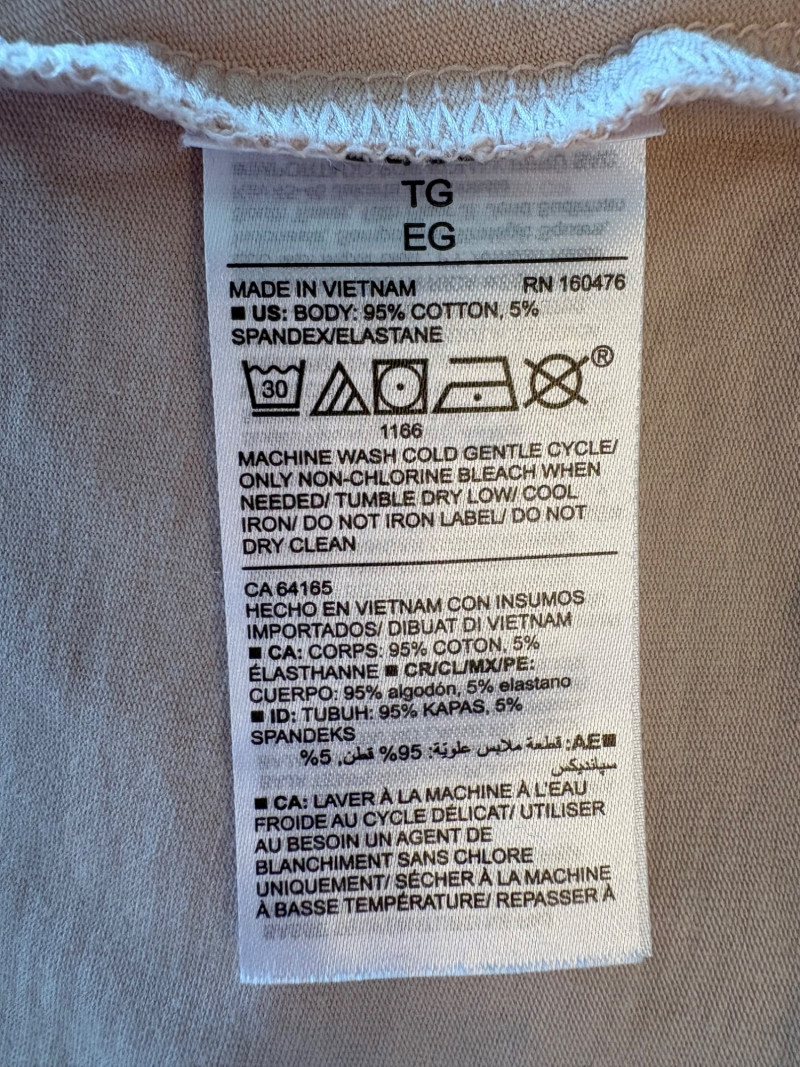 TG
EG
MADE IN VIETNAM RN 160476
■ US: BODY: 95% COTTON, 5%
SPANDEX/ELASTANE
30
®
1166
MACHINE WASH COLD GENTLE CYCLE/
ONLY NON-CHLORINE BLEACH WHEN
NEEDED/ TUMBLE DRY LOW/ COOL
IRON/ DO NOT IRON LABEL/ DO NOT
DRY CLEAN
CA 64165
HECHO EN VIETNAM CON INSUMOS
IMPORTADOS/ DIBUAT DI VIETNAM
■ CA: CORPS: 95% COTON, 5%
ÉLASTHANNE ■ CR/CL/MX/PE:
CUERPO: 95% algodón, 5% elastano
■ ID: TUBUH: 95% KAPAS, 5%
SPANDEKS
■AE: قطعة ملابس علويّة: 95% قطن, 5%
سپانديكس
■ CA: LAVER À LA MACHINE À L'EAU
FROIDE AU CYCLE DÉLICAT/ UTILISER
AU BESOIN UN AGENT DE
BLANCHIMENT SANS CHLORE
UNIQUEMENT/ SÉCHER À LA MACHINE
À BASSE TEMPÉRATURE/ REPASSER À